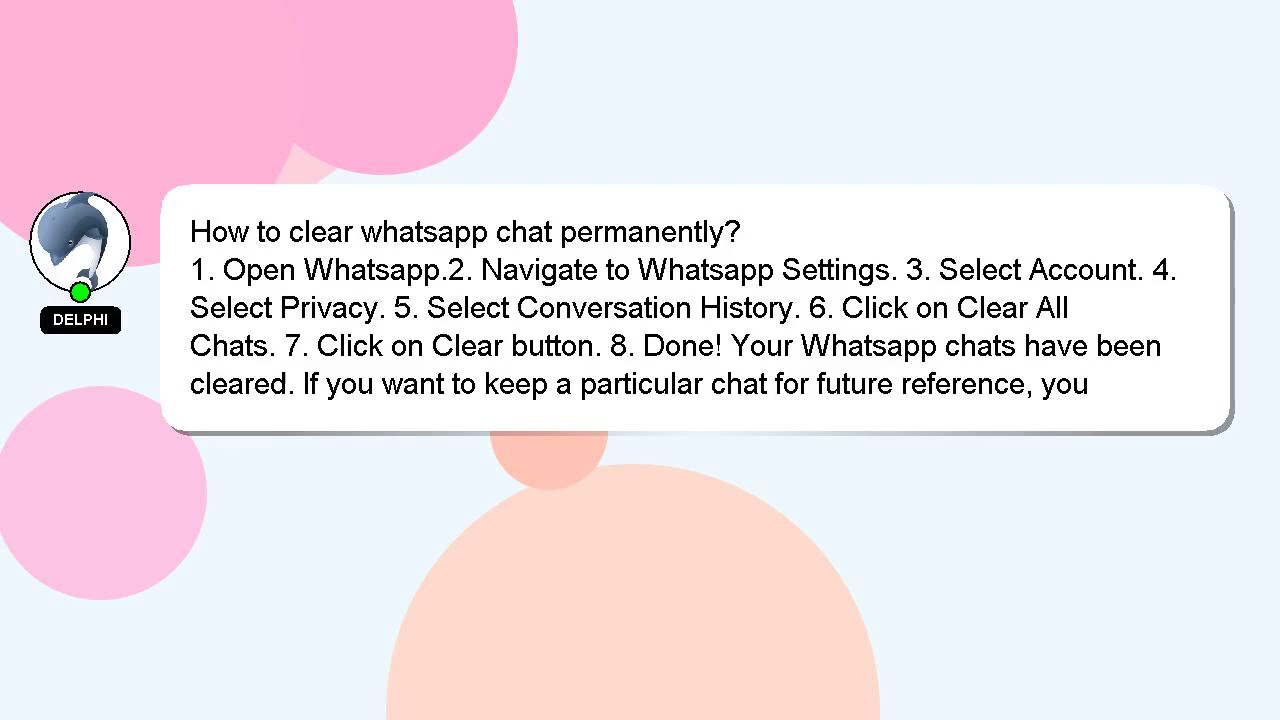 How to clear whatsapp chat permanently?
1. Open Whatsapp.2. Navigate to Whatsapp Settings. 3. Select Account. 4.
Select Privacy. 5. Select Conversation History. 6. Click on Clear All
Chats. 7. Click on Clear button. 8. Done! Your Whatsapp chats have been
cleared. If you want to keep a particular chat for future reference, you
DELPHI